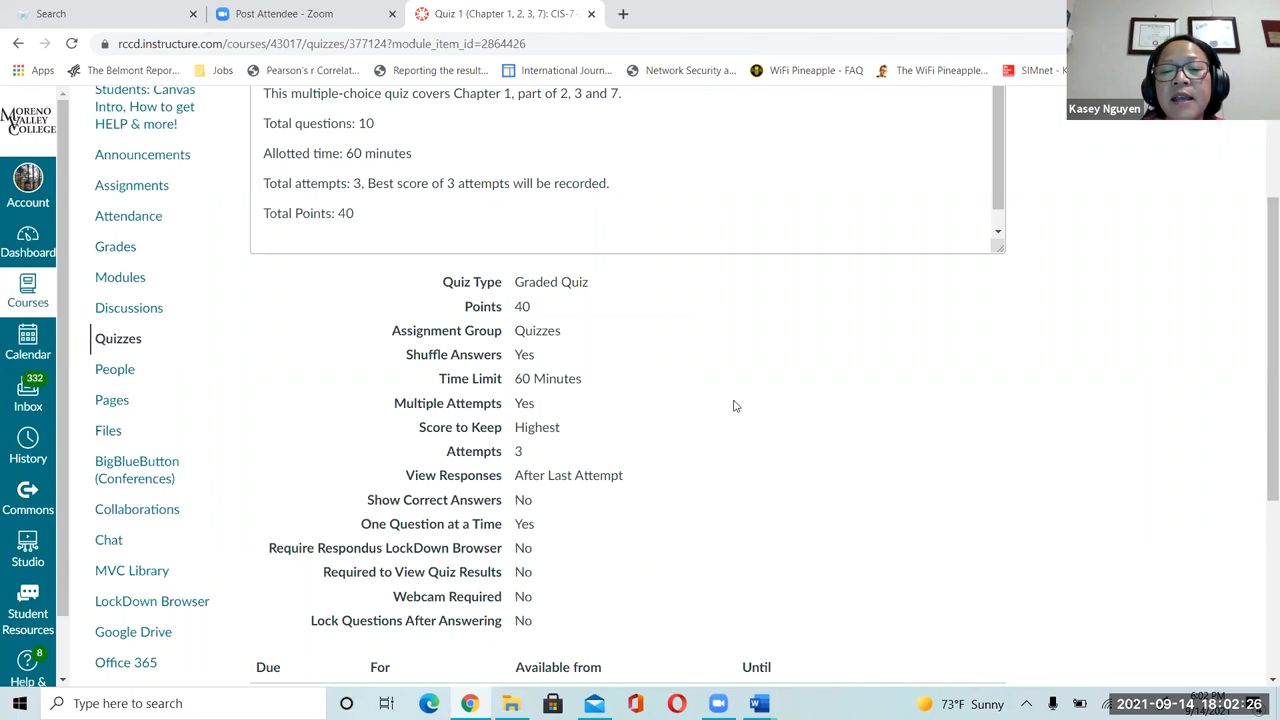 Search
Post Attendee - Zoom
Quiz 1 (Chapter 1, 2, 3, 7): CIS-7-
rccd.instructure.com/courses/43017/quizzes/377124?module_item_id=2864426
Apps
The Belmont Repor...
Jobs
Pearson's r Correlat...
Reporting the result...
International Journ...
Network Security a...
WiFi Pineapple - FAQ
The WiFi Pineapple...
SIMnet - K
Kasey Nguyen
MORENO
VALLEY
COLLEGE
Account
Dashboard
Courses
Calendar
332
Inbox
History
Commons
Studio
Student
Resources
8
Help &
Students: Canvas
Intro, How to get
HELP & more!
Announcements
Assignments
Attendance
Grades
Modules
Discussions
Quizzes
People
Pages
Files
BigBlueButton
(Conferences)
Collaborations
Chat
MVC Library
LockDown Browser
Google Drive
Office 365
This multiple-choice quiz covers Chapter 1, part of 2, 3 and 7.
Total questions: 10
Allotted time: 60 minutes
Total attempts: 3, Best score of 3 attempts will be recorded.
Total Points: 40
Quiz Type Graded Quiz
Points 40
Assignment Group Quizzes
Shuffle Answers Yes
Time Limit 60 Minutes
Multiple Attempts Yes
Score to Keep Highest
Attempts 3
View Responses After Last Attempt
Show Correct Answers No
One Question at a Time Yes
Require Respondus LockDown Browser No
Required to View Quiz Results No
Webcam Required No
Lock Questions After Answering No
Due For Available from Until
Type here to search
73°F Sunny
6:02 PM
9/14/2021
2021-09-14 18:02:26